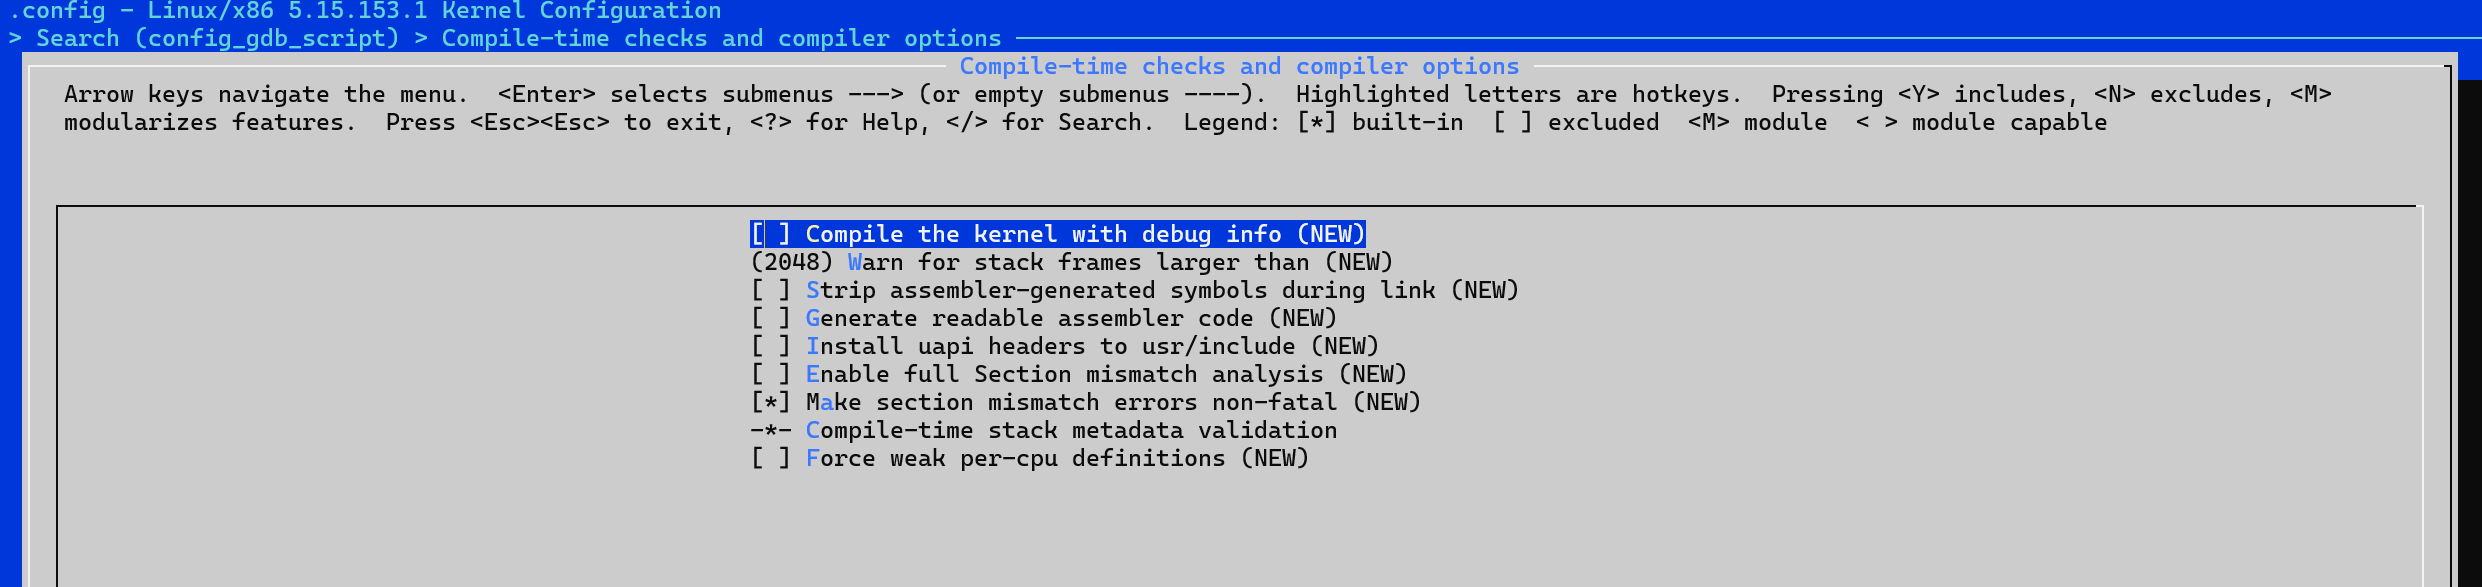 .config - Linux/x86 5.15.153.1 Kernel Configuration
> Search (config_gdb_script) > Compile-time checks and compiler options
Compile-time checks and compiler options
Arrow keys navigate the menu.  <Enter> selects submenus ---> (or empty submenus ----).  Highlighted letters are hotkeys.  Pressing <Y> includes, <N> excludes, <M>
modularizes features.  Press <Esc><Esc> to exit, <?> for Help, </> for Search.  Legend: [*] built-in  [ ] excluded  <M> module  < > module capable
[ ] Compile the kernel with debug info (NEW)
(2048) Warn for stack frames larger than (NEW)
[ ] Strip assembler-generated symbols during link (NEW)
[ ] Generate readable assembler code (NEW)
[ ] Install uapi headers to usr/include (NEW)
[ ] Enable full Section mismatch analysis (NEW)
[*] Make section mismatch errors non-fatal (NEW)
-*- Compile-time stack metadata validation
[ ] Force weak per-cpu definitions (NEW)